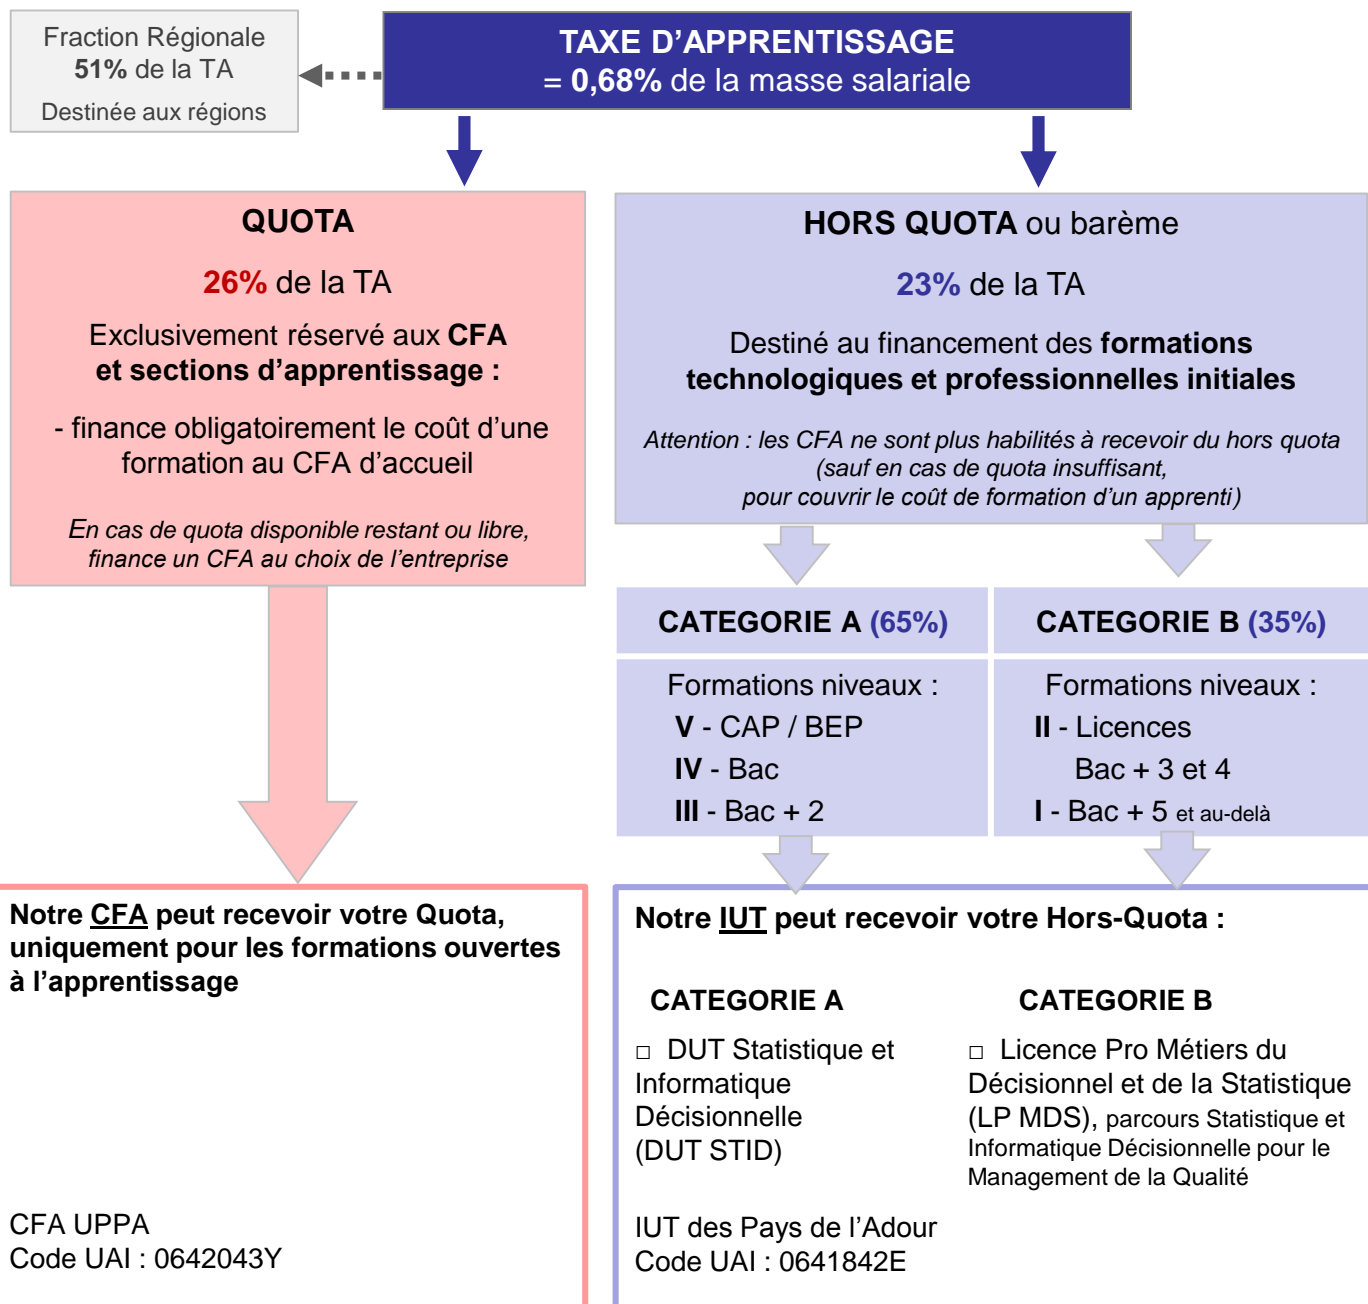 Fraction Régionale
51% de la TA
Destinée aux régions
TAXE D’APPRENTISSAGE
= 0,68% de la masse salariale
QUOTA
26% de la TA
Exclusivement réservé aux CFA
et sections d’apprentissage :
- finance obligatoirement le coût d’une
formation au CFA d’accueil
En cas de quota disponible restant ou libre,
finance un CFA au choix de l’entreprise
HORS QUOTA ou barème
23% de la TA
Destiné au financement des formations
technologiques et professionnelles initiales
Attention : les CFA ne sont plus habilités à recevoir du hors quota
(sauf en cas de quota insuffisant,
pour couvrir le coût de formation d’un apprenti)
CATEGORIE A (65%)
Formations niveaux :
V - CAP / BEP
IV - Bac
III - Bac + 2
CATEGORIE B (35%)
Formations niveaux :
II - Licences
Bac + 3 et 4
I - Bac + 5 et au-delà
Notre CFA peut recevoir votre Quota,
uniquement pour les formations ouvertes
à l’apprentissage
CFA UPPA
Code UAI : 0642043Y
Notre IUT peut recevoir votre Hors-Quota :
CATEGORIE A
□ DUT Statistique et
Informatique
Décisionnelle
(DUT STID)
CATEGORIE B
□ Licence Pro Métiers du
Décisionnel et de la Statistique
(LP MDS), parcours Statistique et
Informatique Décisionnelle pour le
Management de la Qualité
IUT des Pays de l’Adour
Code UAI : 0641842E